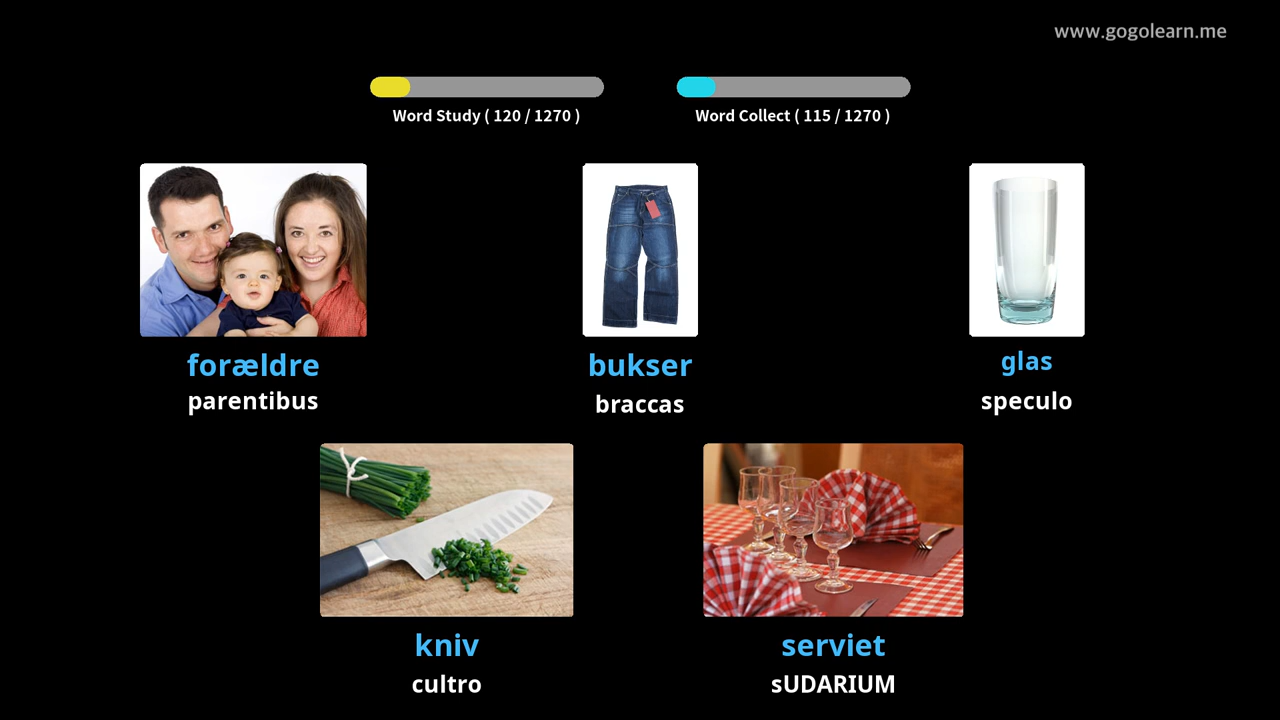 www.gogolearn.me
Word Study ( 120 / 1270 )
Word Collect ( 115 / 1270 )
forældre
parentibus
bukser
braccas
glas
speculo
kniv
cultro
serviet
sUDARIUM